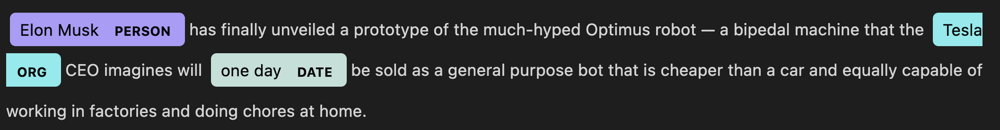 Elon Musk PERSON has finally unveiled a prototype of the much-hyped Optimus robot — a bipedal machine that the Tesla
ORG CEO imagines will one day DATE be sold as a general purpose bot that is cheaper than a car and equally capable of
working in factories and doing chores at home.